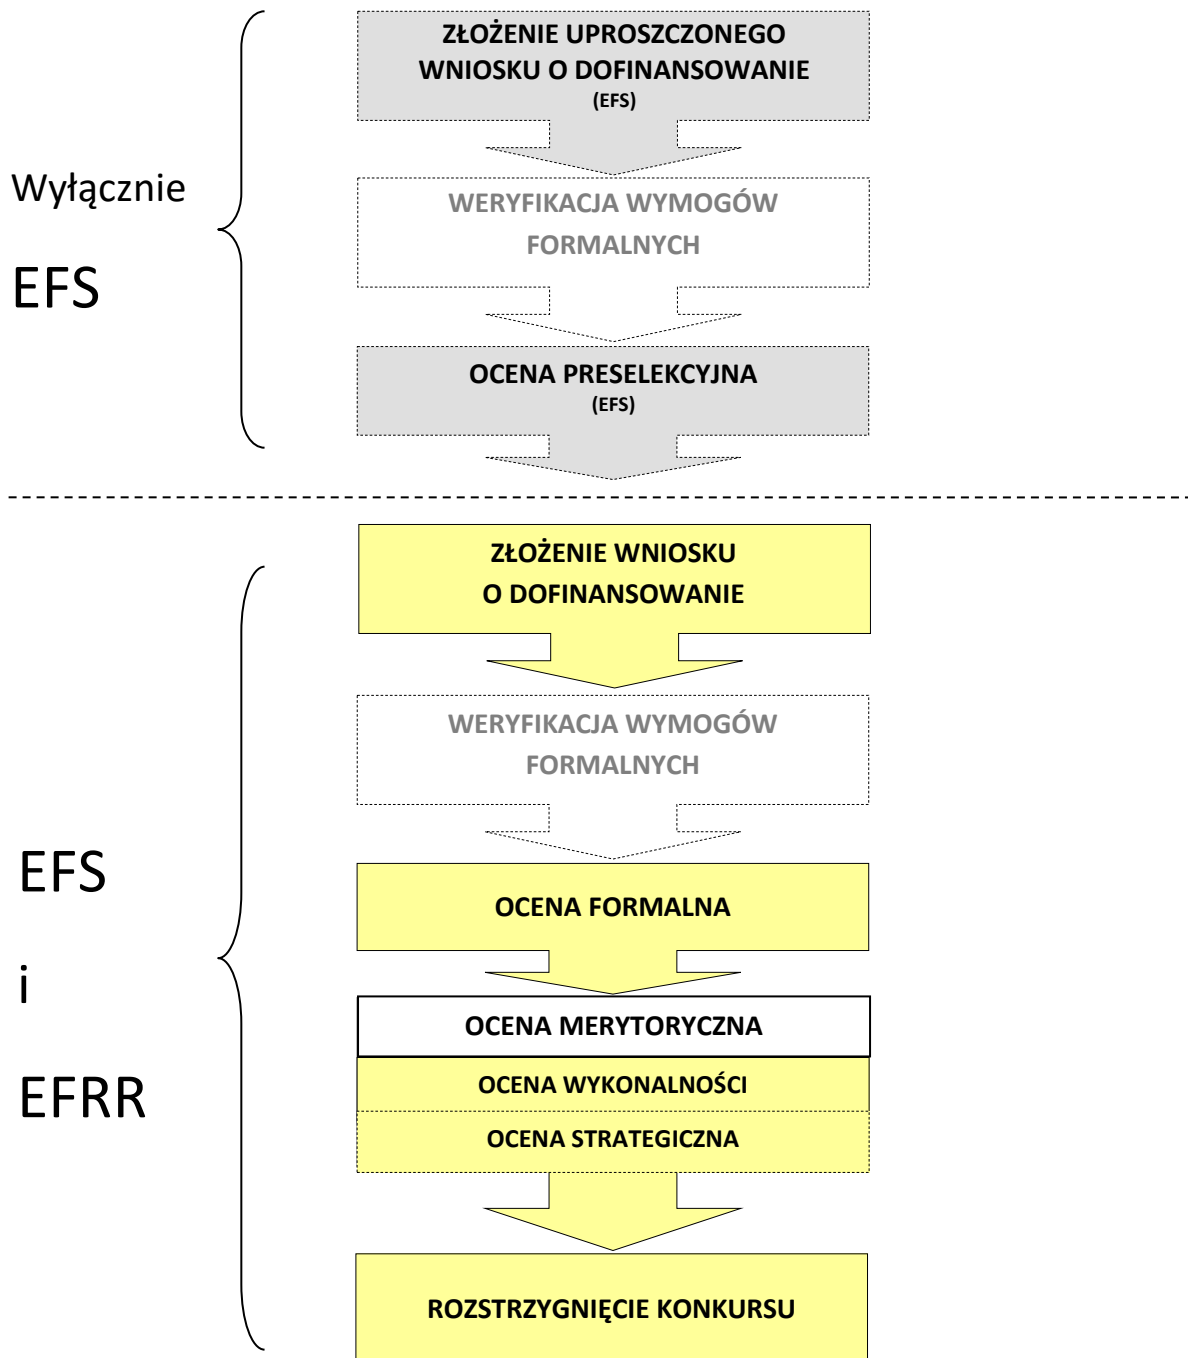 ZŁOŻENIE UPROSZCZONEGO
WNIOSKU O DOFINANSOWANIE
(EFS)
Wyłącznie
EFS
WERYFIKACJA WYMOGÓW
FORMALNYCH
OCENA PRESELEKCYJNA
(EFS)
ZŁOŻENIE WNIOSKU
O DOFINANSOWANIE
WERYFIKACJA WYMOGÓW
FORMALNYCH
EFS
i
EFRR
OCENA FORMALNA
OCENA MERYTORYCZNA
OCENA WYKONALNOŚCI
OCENA STRATEGICZNA
ROZSTRZYGNIĘCIE KONKURSU